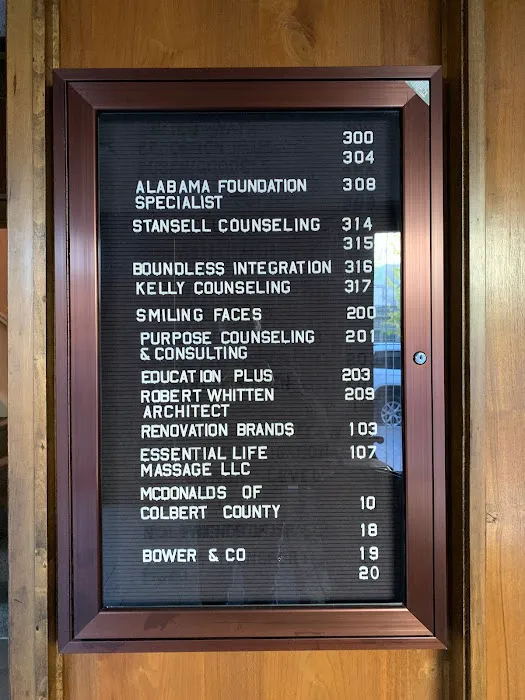 300
304
ALABAMA FOUNDATION 308
SPECIALIST
STANSELL COUNSELING 314
315
BOUNDLESS INTEGRATION 316
KELLY COUNSELING 317
SMILING FACES 200
PURPOSE COUNSELING 201
& CONSULTING
EDUCATION PLUS 203
ROBERT WHITTEN 209
ARCHITECT
RENOVATION BRANDS 103
ESSENTIAL LIFE 107
MASSAGE LLC
MCDONALDS OF
COLBERT COUNTY 10
18
BOWER & CO 19
20